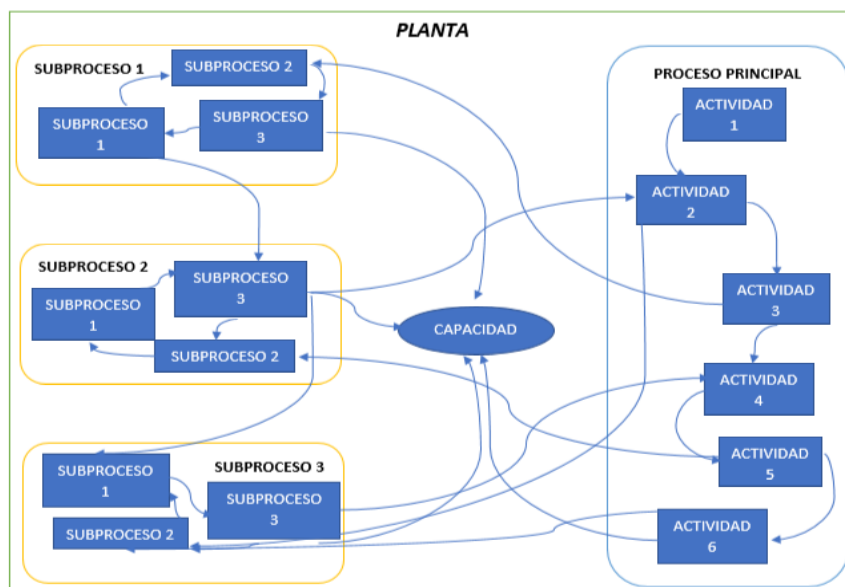 PLANTA
SUBPROCESO 1
SUBPROCESO 2
SUBPROCESO
1
SUBPROCESO
3
SUBPROCESO 2
SUBPROCESO
3
SUBPROCESO
1
SUBPROCESO 2
SUBPROCESO 3
SUBPROCESO
1
SUBPROCESO
3
SUBPROCESO 2
CAPACIDAD
PROCESO PRINCIPAL
ACTIVIDAD
1
ACTIVIDAD
2
ACTIVIDAD
3
ACTIVIDAD
4
ACTIVIDAD
5
ACTIVIDAD
6